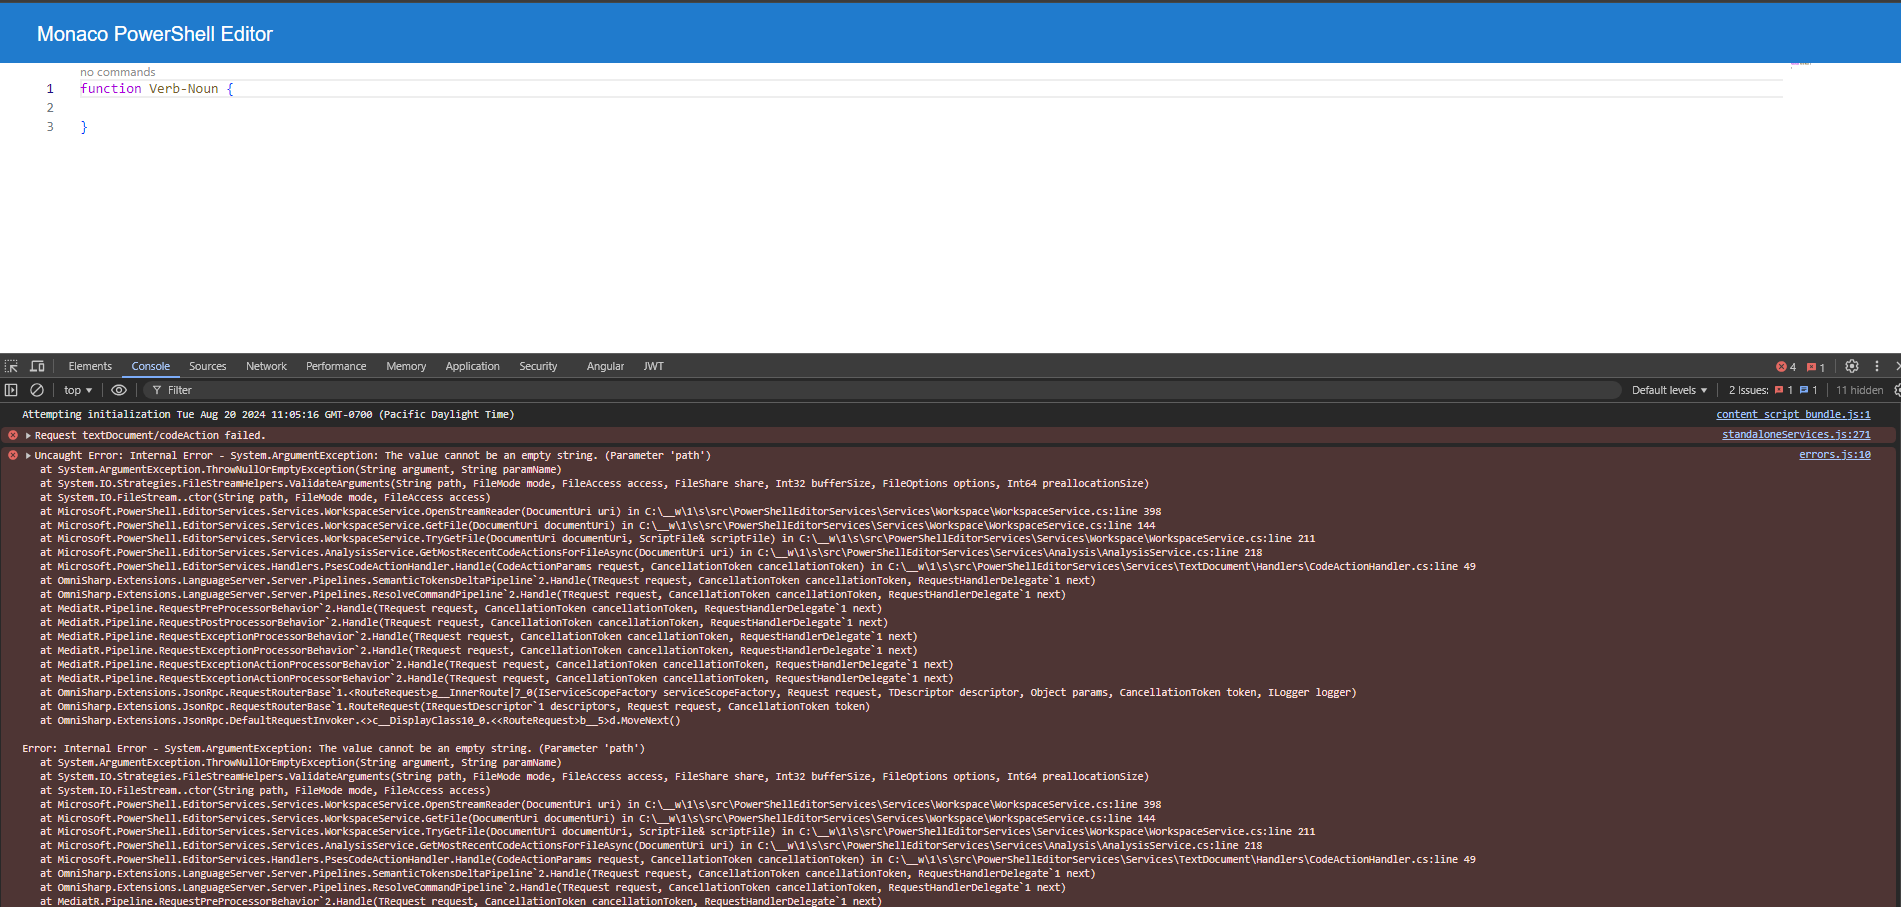 Monaco PowerShell Editor
no commands
1 function Verb-Noun {
2
3 }
Elements Console Sources Network Performance Memory Application Security Angular JWT 4 1
top Filter Default levels 2 Issues: 1 1 11 hidden
Attempting initialization Tue Aug 20 2024 11:05:16 GMT-0700 (Pacific Daylight Time) content_script_bundle.js:1
Request textDocument/codeAction failed. standaloneServices.js:271
Uncaught Error: Internal Error - System.ArgumentException: The value cannot be an empty string. (Parameter 'path') errors.js:10
at System.ArgumentException.ThrowNullOrEmptyException(String argument, String paramName)
at System.IO.Strategies.FileStreamHelpers.ValidateArguments(String path, FileMode mode, FileAccess access, FileShare share, Int32 bufferSize, FileOptions options, Int64 preallocationSize)
at System.IO.FileStream..ctor(String path, FileMode mode, FileAccess access)
at Microsoft.PowerShell.EditorServices.Services.WorkspaceService.OpenStreamReader(DocumentUri uri) in C:\__w\1\s\src\PowerShellEditorServices\Services\Workspace\WorkspaceService.cs:line 398
at Microsoft.PowerShell.EditorServices.Services.WorkspaceService.GetFile(DocumentUri documentUri) in C:\__w\1\s\src\PowerShellEditorServices\Services\Workspace\WorkspaceService.cs:line 144
at Microsoft.PowerShell.EditorServices.Services.WorkspaceService.TryGetFile(DocumentUri documentUri, ScriptFile& scriptFile) in C:\__w\1\s\src\PowerShellEditorServices\Services\Workspace\WorkspaceService.cs:line 211
at Microsoft.PowerShell.EditorServices.Services.AnalysisService.GetMostRecentCodeActionsForFileAsync(DocumentUri uri) in C:\__w\1\s\src\PowerShellEditorServices\Services\Analysis\AnalysisService.cs:line 218
at Microsoft.PowerShell.EditorServices.Handlers.PsesCodeActionHandler.Handle(CodeActionParams request, CancellationToken cancellationToken) in C:\__w\1\s\src\PowerShellEditorServices\Services\TextDocument\Handlers\CodeActionHandler.cs:line 49
at OmniSharp.Extensions.LanguageServer.Server.Pipelines.SemanticTokensDeltaPipeline`2.Handle(TRequest request, CancellationToken cancellationToken, RequestHandlerDelegate`1 next)
at OmniSharp.Extensions.LanguageServer.Server.Pipelines.ResolveCommandPipeline`2.Handle(TRequest request, CancellationToken cancellationToken, RequestHandlerDelegate`1 next)
at MediatR.Pipeline.RequestPreProcessorBehavior`2.Handle(TRequest request, CancellationToken cancellationToken, RequestHandlerDelegate`1 next)
at MediatR.Pipeline.RequestPostProcessorBehavior`2.Handle(TRequest request, CancellationToken cancellationToken, RequestHandlerDelegate`1 next)
at MediatR.Pipeline.RequestExceptionProcessorBehavior`2.Handle(TRequest request, CancellationToken cancellationToken, RequestHandlerDelegate`1 next)
at MediatR.Pipeline.RequestExceptionProcessorBehavior`2.Handle(TRequest request, CancellationToken cancellationToken, RequestHandlerDelegate`1 next)
at MediatR.Pipeline.RequestExceptionActionProcessorBehavior`2.Handle(TRequest request, CancellationToken cancellationToken, RequestHandlerDelegate`1 next)
at MediatR.Pipeline.RequestExceptionActionProcessorBehavior`2.Handle(TRequest request, CancellationToken cancellationToken, RequestHandlerDelegate`1 next)
at OmniSharp.Extensions.JsonRpc.RequestRouterBase`1.<RouteRequest>g__InnerRoute|7_0(IServiceScopeFactory serviceScopeFactory, Request request, TDescriptor descriptor, Object params, CancellationToken token, ILogger logger)
at OmniSharp.Extensions.JsonRpc.RequestRouterBase`1.RouteRequest(IRequestDescriptor`1 descriptors, Request request, CancellationToken token)
at OmniSharp.Extensions.JsonRpc.DefaultRequestInvoker.<>c__DisplayClass10_0.<<RouteRequest>b__5>d.MoveNext()
Error: Internal Error - System.ArgumentException: The value cannot be an empty string. (Parameter 'path')
at System.ArgumentException.ThrowNullOrEmptyException(String argument, String paramName)
at System.IO.Strategies.FileStreamHelpers.ValidateArguments(String path, FileMode mode, FileAccess access, FileShare share, Int32 bufferSize, FileOptions options, Int64 preallocationSize)
at System.IO.FileStream..ctor(String path, FileMode mode, FileAccess access)
at Microsoft.PowerShell.EditorServices.Services.WorkspaceService.OpenStreamReader(DocumentUri uri) in C:\__w\1\s\src\PowerShellEditorServices\Services\Workspace\WorkspaceService.cs:line 398
at Microsoft.PowerShell.EditorServices.Services.WorkspaceService.GetFile(DocumentUri documentUri) in C:\__w\1\s\src\PowerShellEditorServices\Services\Workspace\WorkspaceService.cs:line 144
at Microsoft.PowerShell.EditorServices.Services.WorkspaceService.TryGetFile(DocumentUri documentUri, ScriptFile& scriptFile) in C:\__w\1\s\src\PowerShellEditorServices\Services\Workspace\WorkspaceService.cs:line 211
at Microsoft.PowerShell.EditorServices.Services.AnalysisService.GetMostRecentCodeActionsForFileAsync(DocumentUri uri) in C:\__w\1\s\src\PowerShellEditorServices\Services\Analysis\AnalysisService.cs:line 218
at Microsoft.PowerShell.EditorServices.Handlers.PsesCodeActionHandler.Handle(CodeActionParams request, CancellationToken cancellationToken) in C:\__w\1\s\src\PowerShellEditorServices\Services\TextDocument\Handlers\CodeActionHandler.cs:line 49
at OmniSharp.Extensions.LanguageServer.Server.Pipelines.SemanticTokensDeltaPipeline`2.Handle(TRequest request, CancellationToken cancellationToken, RequestHandlerDelegate`1 next)
at OmniSharp.Extensions.LanguageServer.Server.Pipelines.ResolveCommandPipeline`2.Handle(TRequest request, CancellationToken cancellationToken, RequestHandlerDelegate`1 next)
at MediatR.Pipeline.RequestPreProcessorBehavior`2.Handle(TRequest request, CancellationToken cancellationToken, RequestHandlerDelegate`1 next)